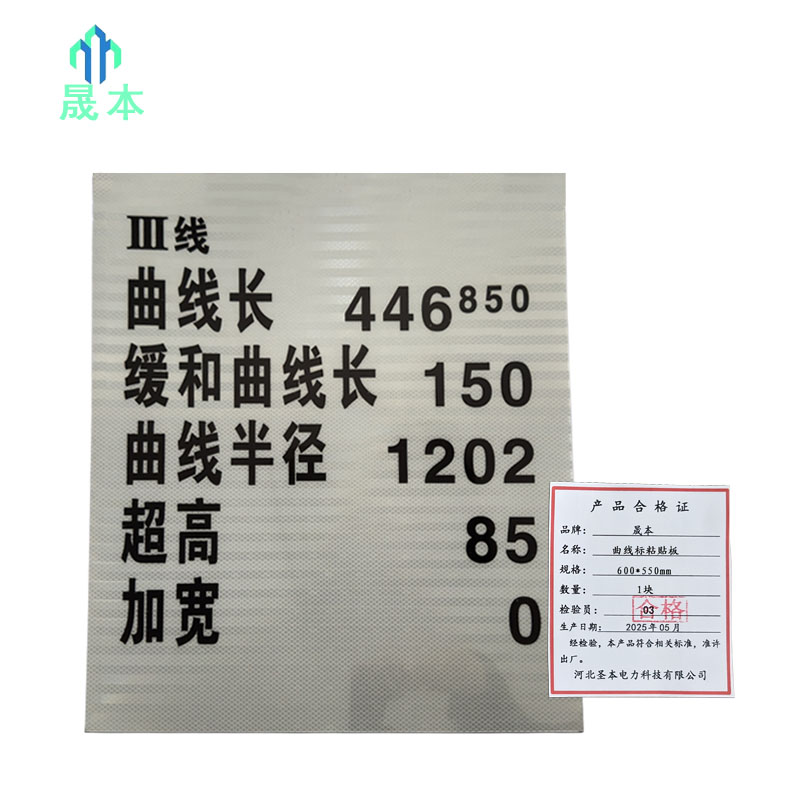 晟本
III线
曲线长 446850
缓和曲线长 150
曲线半径 1202
超高 85
加宽 0
产品合格证
品牌: 晟本
名称: 曲线标粘贴板
规格: 600*550mm
数量: 1块
检验员: 03 合格
生产日期: 2025年05月
经检验，本产品符合相关标准，准许
出厂。
河北圣本电力科技有限公司